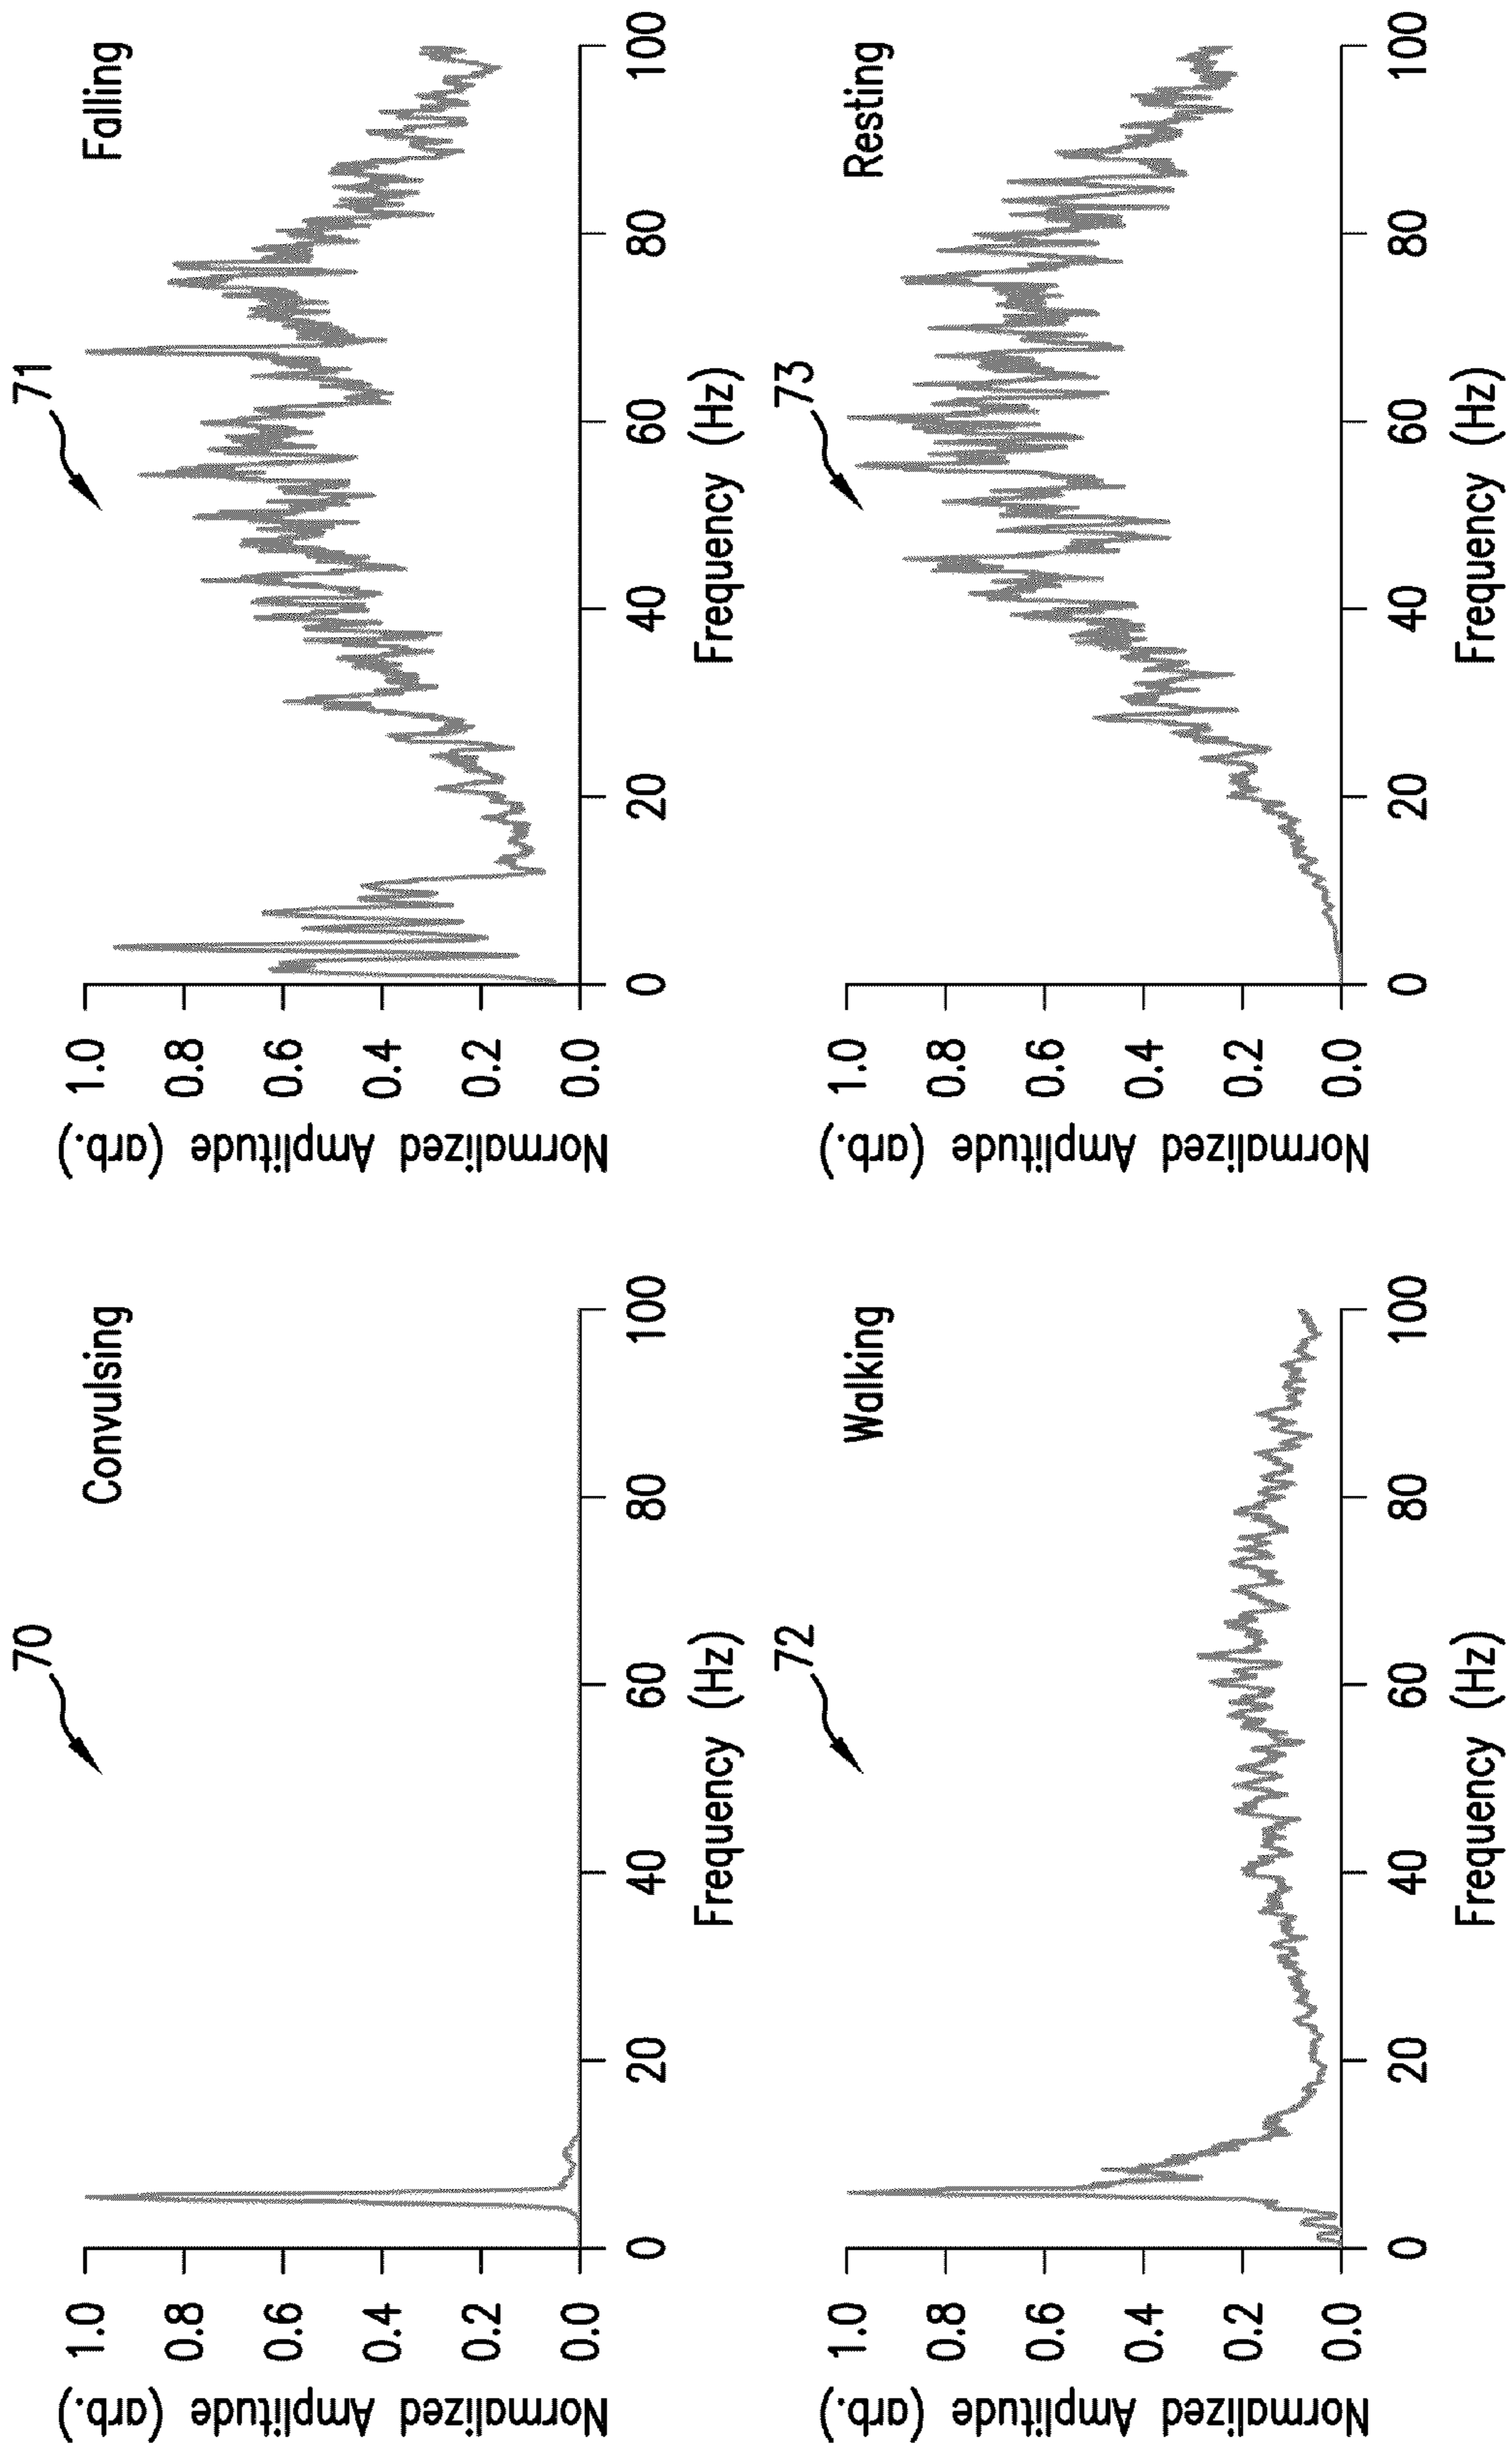 70
Convulsing
1.0
0.8
0.6
0.4
0.2
0.0
Normalized Amplitude (arb.)
0 20 40 60 80 100
Frequency (Hz)
71
Falling
1.0
0.8
0.6
0.4
0.2
0.0
Normalized Amplitude (arb.)
0 20 40 60 80 100
Frequency (Hz)
72
Walking
1.0
0.8
0.6
0.4
0.2
0.0
Normalized Amplitude (arb.)
0 20 40 60 80 100
Frequency (Hz)
73
Resting
1.0
0.8
0.6
0.4
0.2
0.0
Normalized Amplitude (arb.)
0 20 40 60 80 100
Frequency (Hz)